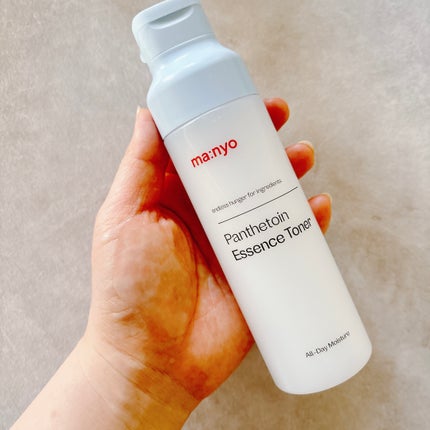 ma:nyo
endless hunger for ingredients.
Panthetoin
Essence Toner
All-Day Moisture